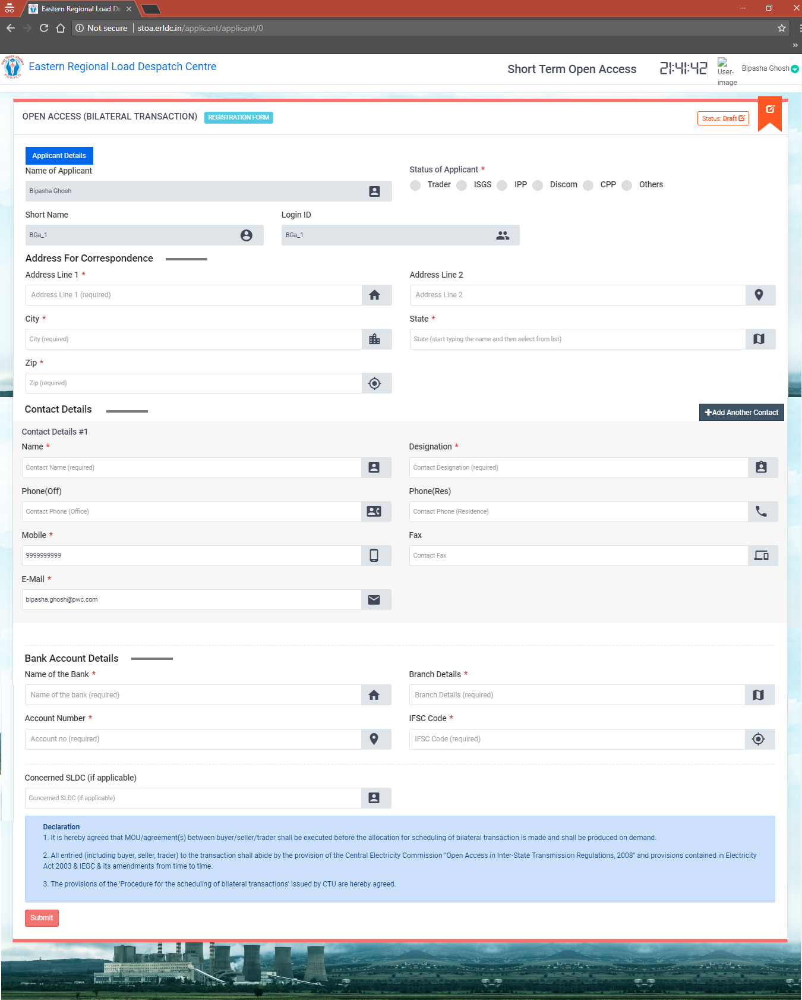 Eastern Regional Load De
Not secure | stoa.erldc.in/applicant/applicant/0
Eastern Regional Load Despatch Centre
Short Term Open Access
21:41:42
User-image
Bipasha Ghosh
POSOCO
OPEN ACCESS (BILATERAL TRANSACTION) REGISTRATION FORM
Status: Draft
Applicant Details
Name of Applicant
Bipasha Ghosh
Status of Applicant *
Trader ISGS IPP Discom CPP Others
Short Name
Login ID
BGa_1
BGa_1
Address For Correspondence
Address Line 1 *
Address Line 2
Address Line 1 (required)
Address Line 2
City *
State *
City (required)
State (start typing the name and then select from list)
Zip *
Zip (required)
Contact Details
Add Another Contact
Contact Details #1
Name *
Designation *
Contact Name (required)
Contact Designation (required)
Phone(Off)
Phone(Res)
Contact Phone (Office)
Contact Phone (Residence)
Mobile *
Fax
9999999999
Contact Fax
E-Mail *
bipasha.ghosh@pwc.com
Bank Account Details
Name of the Bank *
Branch Details *
Name of the bank (required)
Branch Details (required)
Account Number *
IFSC Code *
Account no (required)
IFSC Code (required)
Concerned SLDC (if applicable)
Concerned SLDC (if applicable)
Declaration
1. It is hereby agreed that MOU/agreement(s) between buyer/seller/trader shall be executed before the allocation for scheduling of bilateral transaction is made and shall be produced on demand.
2. All entried (including buyer, seller, trader) to the transaction shall abide by the provision of the Central Electricity Commission "Open Access in Inter-State Transmission Regulations, 2008" and provisions contained in Electricity
Act 2003 & IEGC & its amendments from time to time.
3. The provisions of the 'Procedure for the scheduling of bilateral transactions' issued by CTU are hereby agreed.
Submit